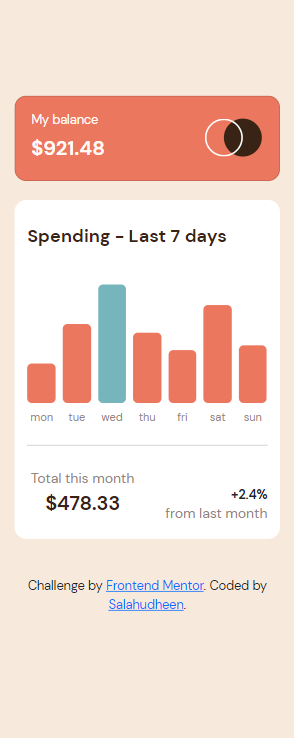 My balance
$921.48
Spending - Last 7 days
mon tue wed thu fri sat sun
Total this month
$478.33
+2.4%
from last month
Challenge by Frontend Mentor. Coded by
Salahudheen.